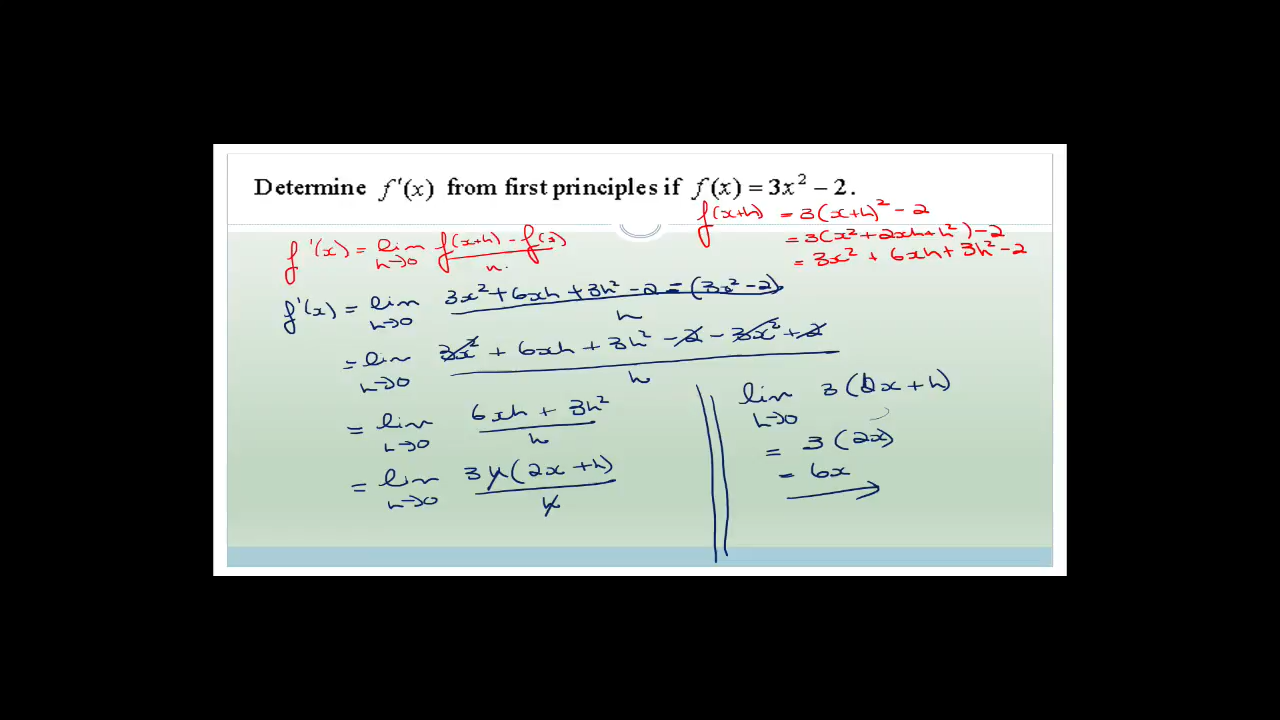 Determine f'(x) from first principles if f(x) = 3x² − 2.
f(x+h) = 3(x+h)² − 2
= 3(x² + 2xh + h²) − 2
= 3x² + 6xh + 3h² − 2
f'(x) = lim h→0 f(x+h) − f(3) / h
f'(x) = lim h→0 3x² + 6xh + 3h² − 2 − (3x² − 2) / h
= lim h→0 3x² + 6xh + 3h² − 2 − 3x² + 2 / h
= lim h→0 6xh + 3h² / h
= lim h→0 3h(2x + h) / h
lim h→0 3(2x + h)
= 3(2x)
= 6x